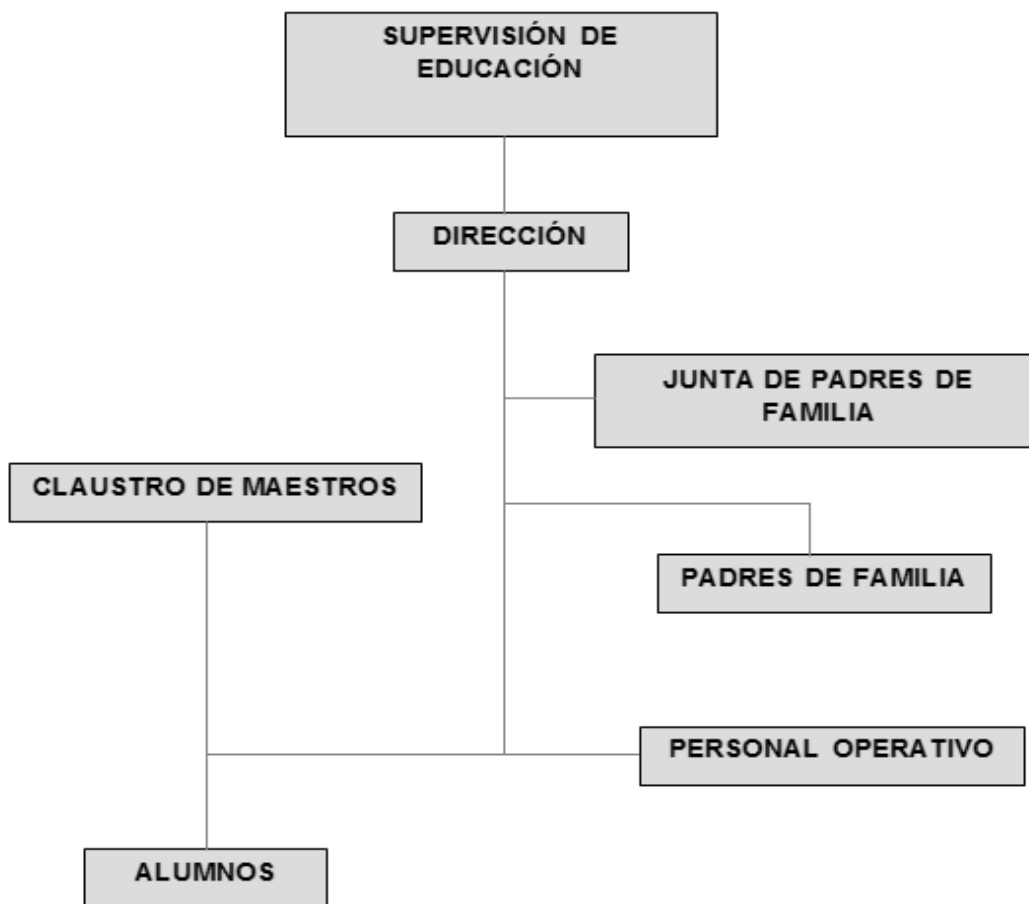 SUPERVISIÓN DE
EDUCACIÓN
DIRECCIÓN
JUNTA DE PADRES DE
FAMILIA
CLAUSTRO DE MAESTROS
PADRES DE FAMILIA
PERSONAL OPERATIVO
ALUMNOS